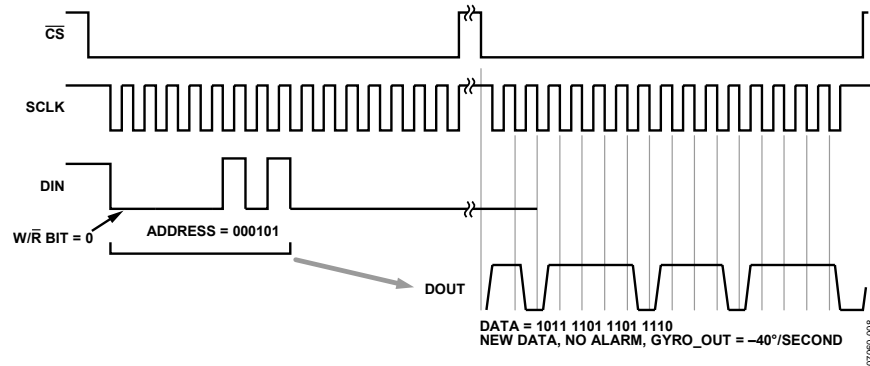 CS
SCLK
DIN
W/R BIT = 0
ADDRESS = 000101
DOUT
DATA = 1011 1101 1101 1110
NEW DATA, NO ALARM, GYRO_OUT = –40°/SECOND